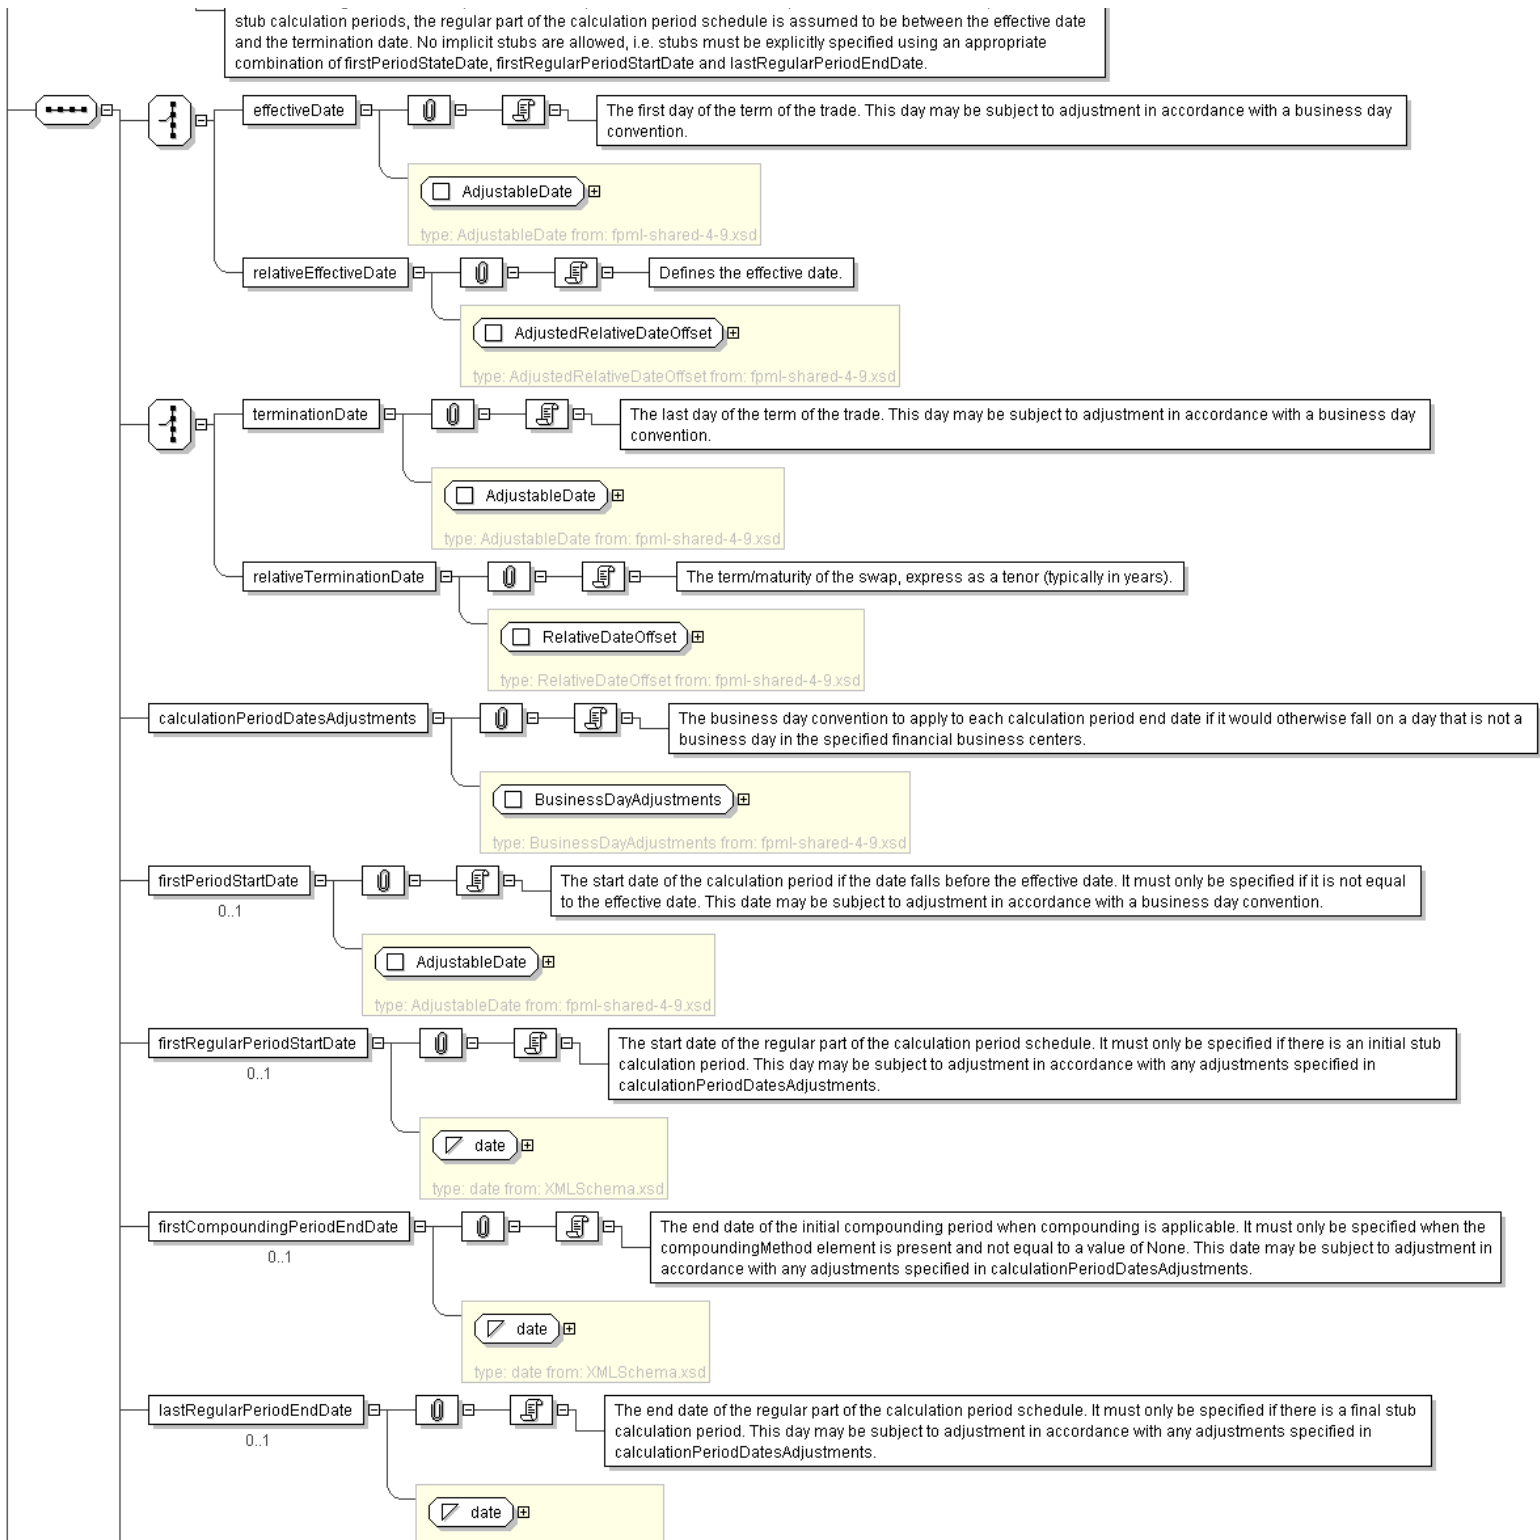 stub calculation periods, the regular part of the calculation period schedule is assumed to be between the effective date
and the termination date. No implicit stubs are allowed, i.e. stubs must be explicitly specified using an appropriate
combination of firstPeriodStateDate, firstRegularPeriodStartDate and lastRegularPeriodEndDate.
effectiveDate
The first day of the term of the trade. This day may be subject to adjustment in accordance with a business day
convention.
AdjustableDate
type: AdjustableDate from: fpml-shared-4-9.xsd
relativeEffectiveDate
Defines the effective date.
AdjustedRelativeDateOffset
type: AdjustedRelativeDateOffset from: fpml-shared-4-9.xsd
terminationDate
The last day of the term of the trade. This day may be subject to adjustment in accordance with a business day
convention.
AdjustableDate
type: AdjustableDate from: fpml-shared-4-9.xsd
relativeTerminationDate
The term/maturity of the swap, express as a tenor (typically in years).
RelativeDateOffset
type: RelativeDateOffset from: fpml-shared-4-9.xsd
calculationPeriodDatesAdjustments
The business day convention to apply to each calculation period end date if it would otherwise fall on a day that is not a
business day in the specified financial business centers.
BusinessDayAdjustments
type: BusinessDayAdjustments from: fpml-shared-4-9.xsd
firstPeriodStartDate
0..1
The start date of the calculation period if the date falls before the effective date. It must only be specified if it is not equal
to the effective date. This date may be subject to adjustment in accordance with a business day convention.
AdjustableDate
type: AdjustableDate from: fpml-shared-4-9.xsd
firstRegularPeriodStartDate
0..1
The start date of the regular part of the calculation period schedule. It must only be specified if there is an initial stub
calculation period. This day may be subject to adjustment in accordance with any adjustments specified in
calculationPeriodDatesAdjustments.
date
type: date from: XMLSchema.xsd
firstCompoundingPeriodEndDate
0..1
The end date of the initial compounding period when compounding is applicable. It must only be specified when the
compoundingMethod element is present and not equal to a value of None. This date may be subject to adjustment in
accordance with any adjustments specified in calculationPeriodDatesAdjustments.
date
type: date from: XMLSchema.xsd
lastRegularPeriodEndDate
0..1
The end date of the regular part of the calculation period schedule. It must only be specified if there is a final stub
calculation period. This day may be subject to adjustment in accordance with any adjustments specified in
calculationPeriodDatesAdjustments.
date